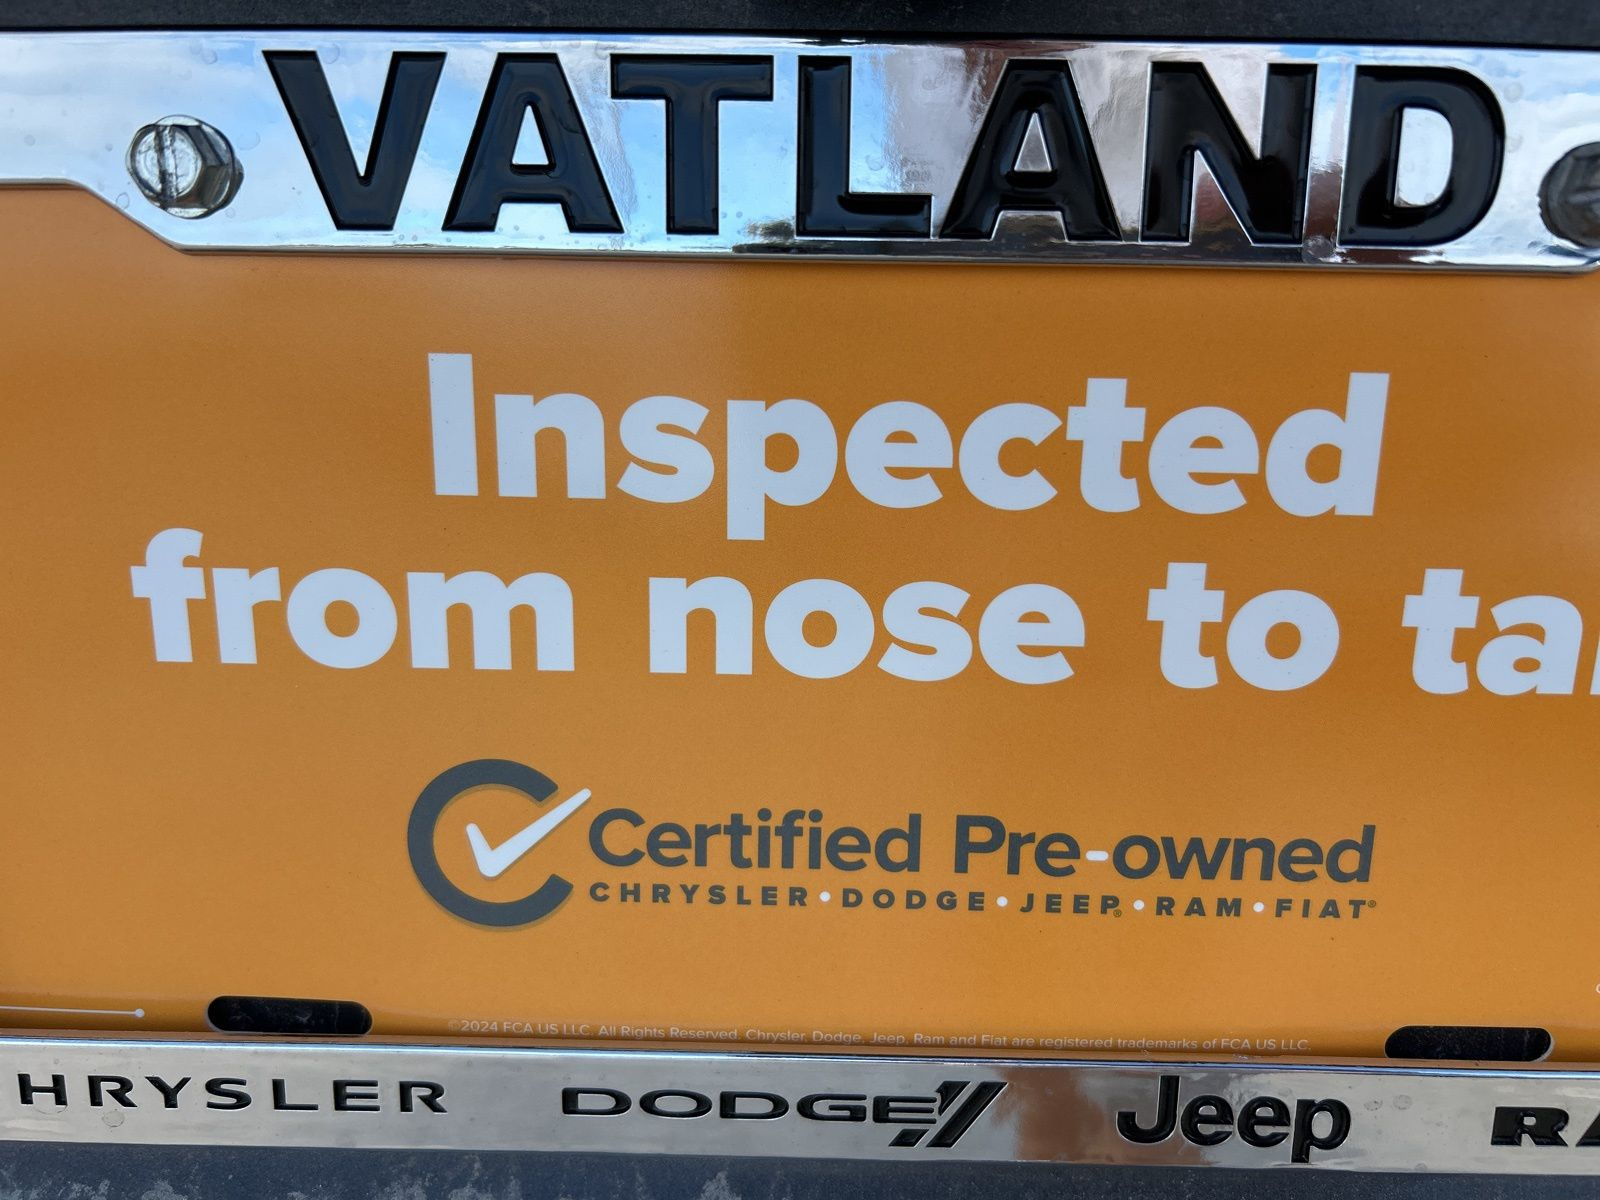 VATLAND
Inspected
from nose to
Certified Pre-owned
CHRYSLER•DODGE•JEEP®•RAM•FIAT®
©2024 FCA US LLC. All Rights Reserved. Chrysler, Dodge, Jeep, Ram and Fiat are registered trademarks of FCA US LLC.
HRYSLER DODGE Jeep